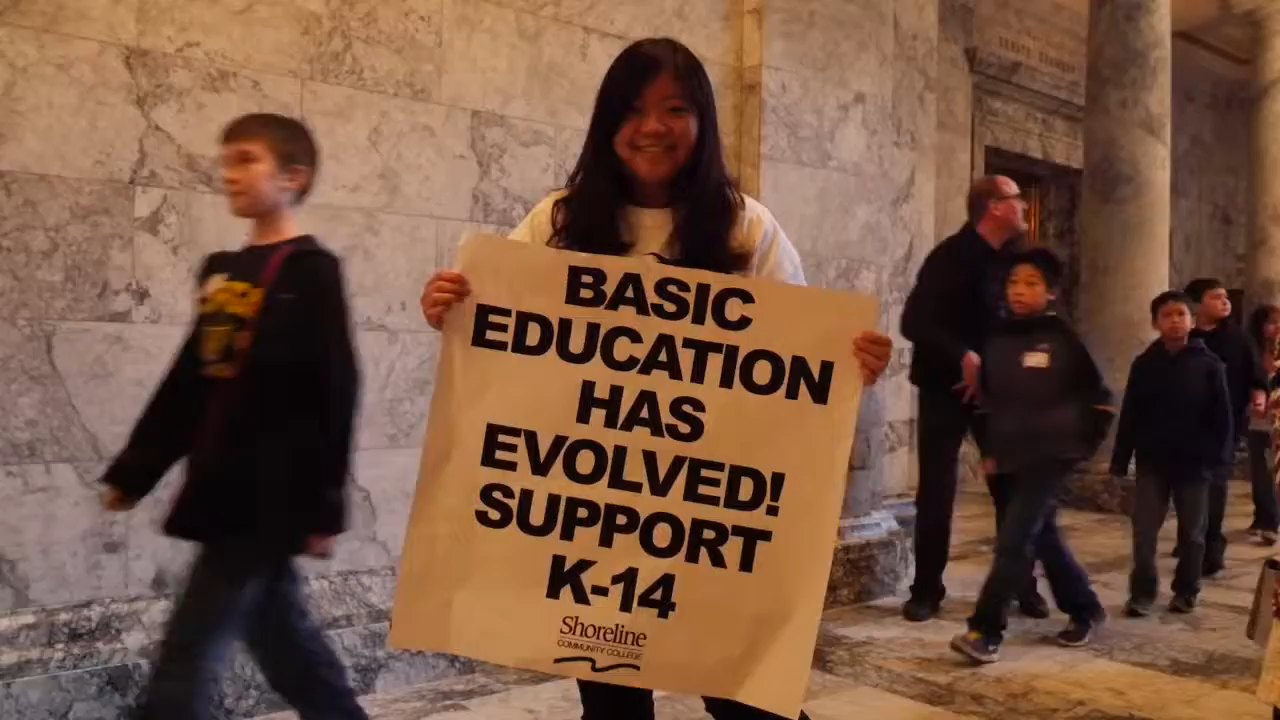 BASIC
EDUCATION
HAS
EVOLVED!
SUPPORT
K-14
Shoreline
COMMUNITY COLLEGE